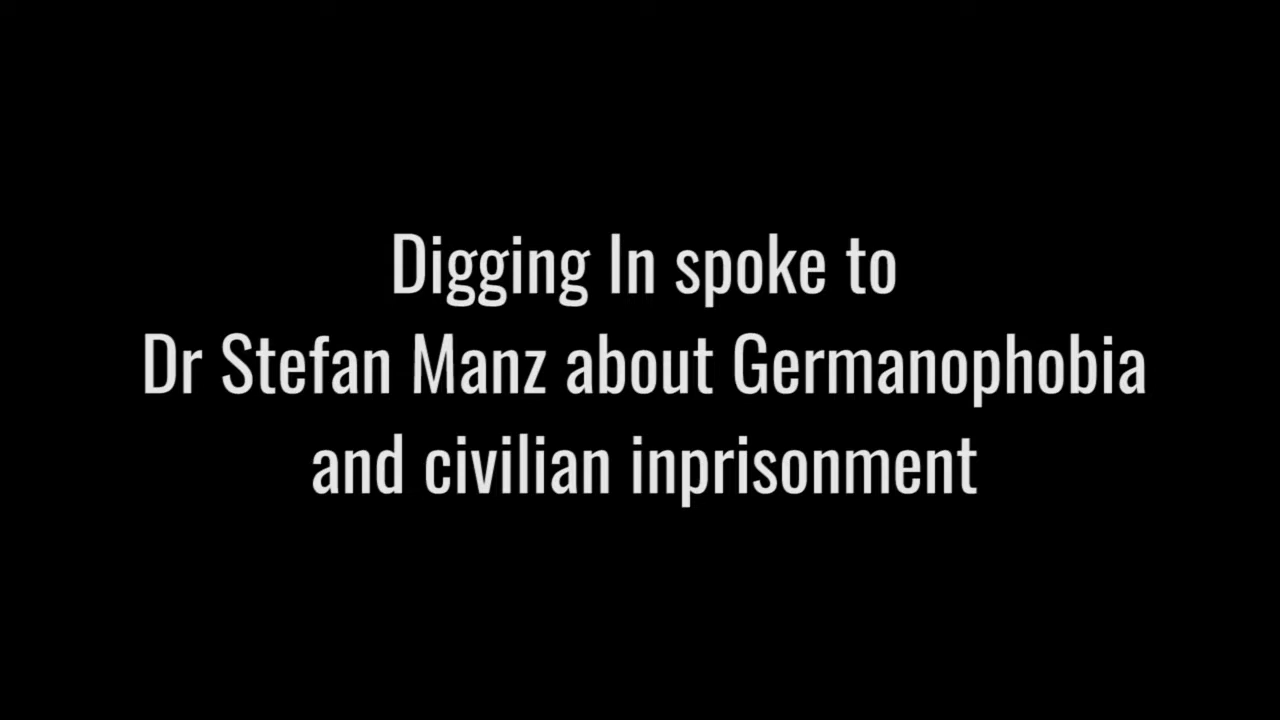 Digging In spoke to
Dr Stefan Manz about Germanophobia
and civilian inprisonment